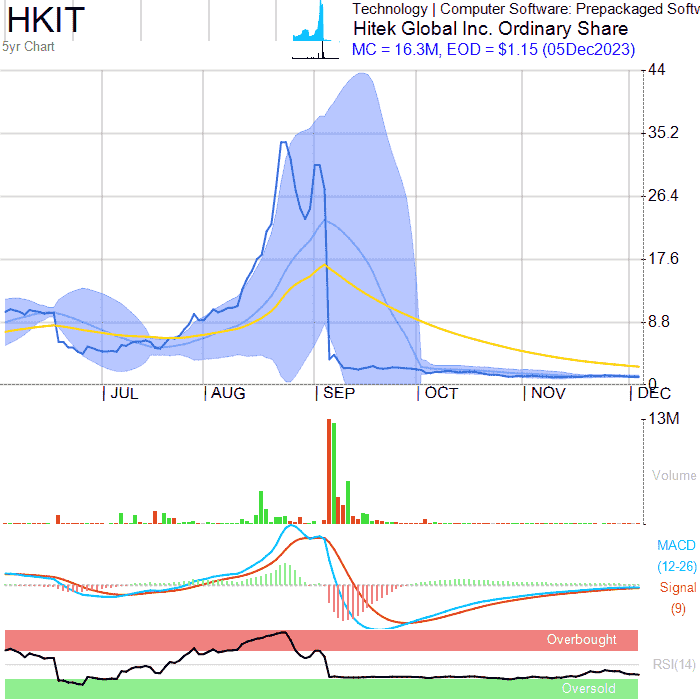 HKIT
5yr Chart
Technology | Computer Software: Prepackaged Softw
Hitek Global Inc. Ordinary Share
MC = 16.3M, EOD = $1.15 (05Dec2023)
44
35.2
26.4
17.6
8.8
0
JUL AUG SEP OCT NOV DEC
13M
Volume
MACD
(12-26)
Signal
(9)
Overbought
RSI(14)
Oversold